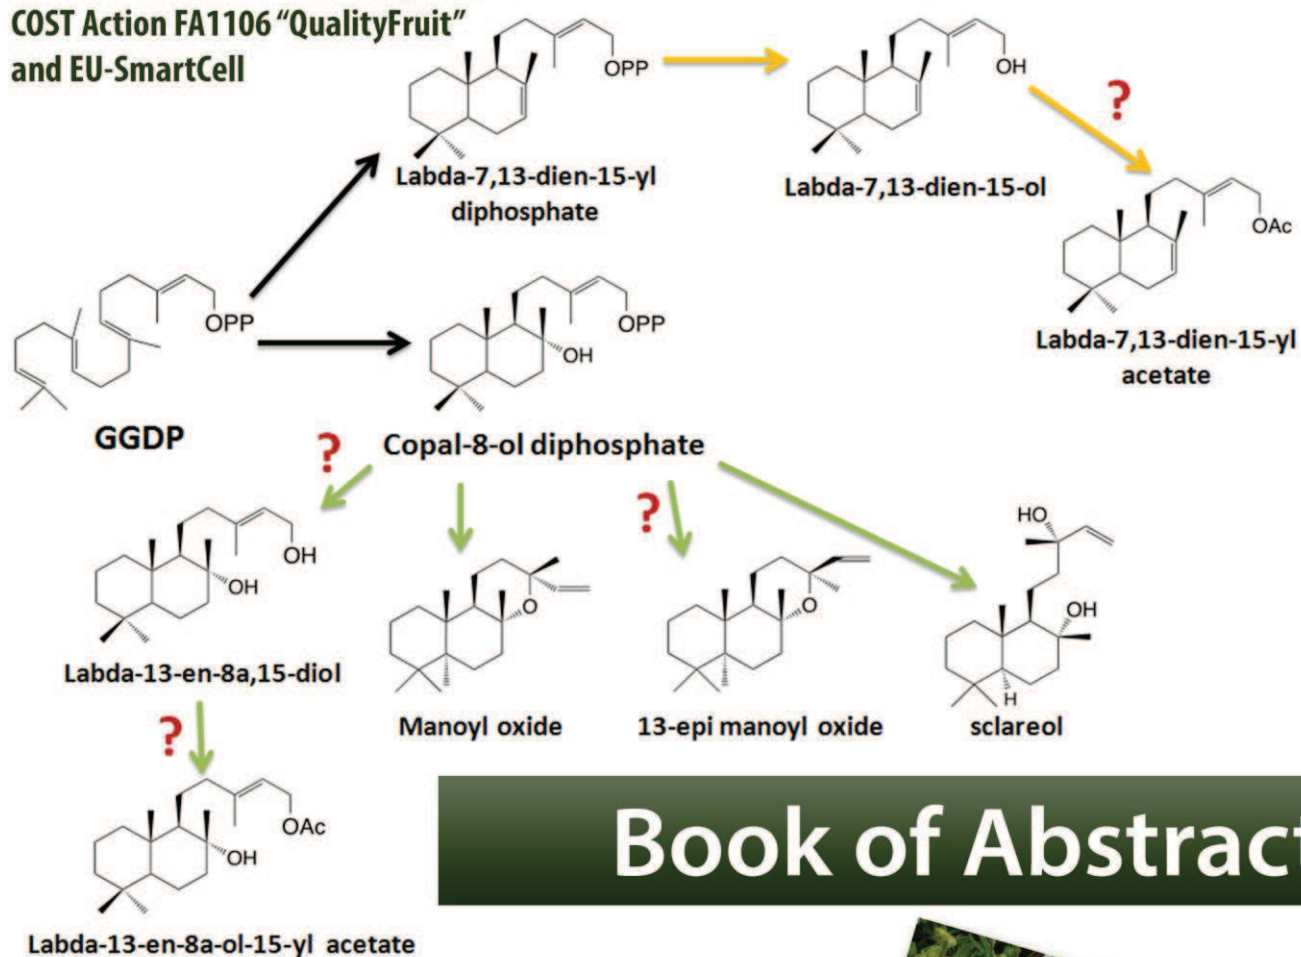 COST Action FA1106 “QualityFruit”
and EU-SmartCell
OPP
Labda-7,13-dien-15-yl
diphosphate
OH
Labda-7,13-dien-15-ol
?
OAc
Labda-7,13-dien-15-yl
acetate
OPP
GGDP
OPP
OH
Copal-8-ol diphosphate
?
OH
OH
Labda-13-en-8a,15-diol
O
Manoyl oxide
?
O
13-epi manoyl oxide
HO
OH
H
sclareol
?
OAc
OH
Labda-13-en-8a-ol-15-yl acetate
Book of Abstract